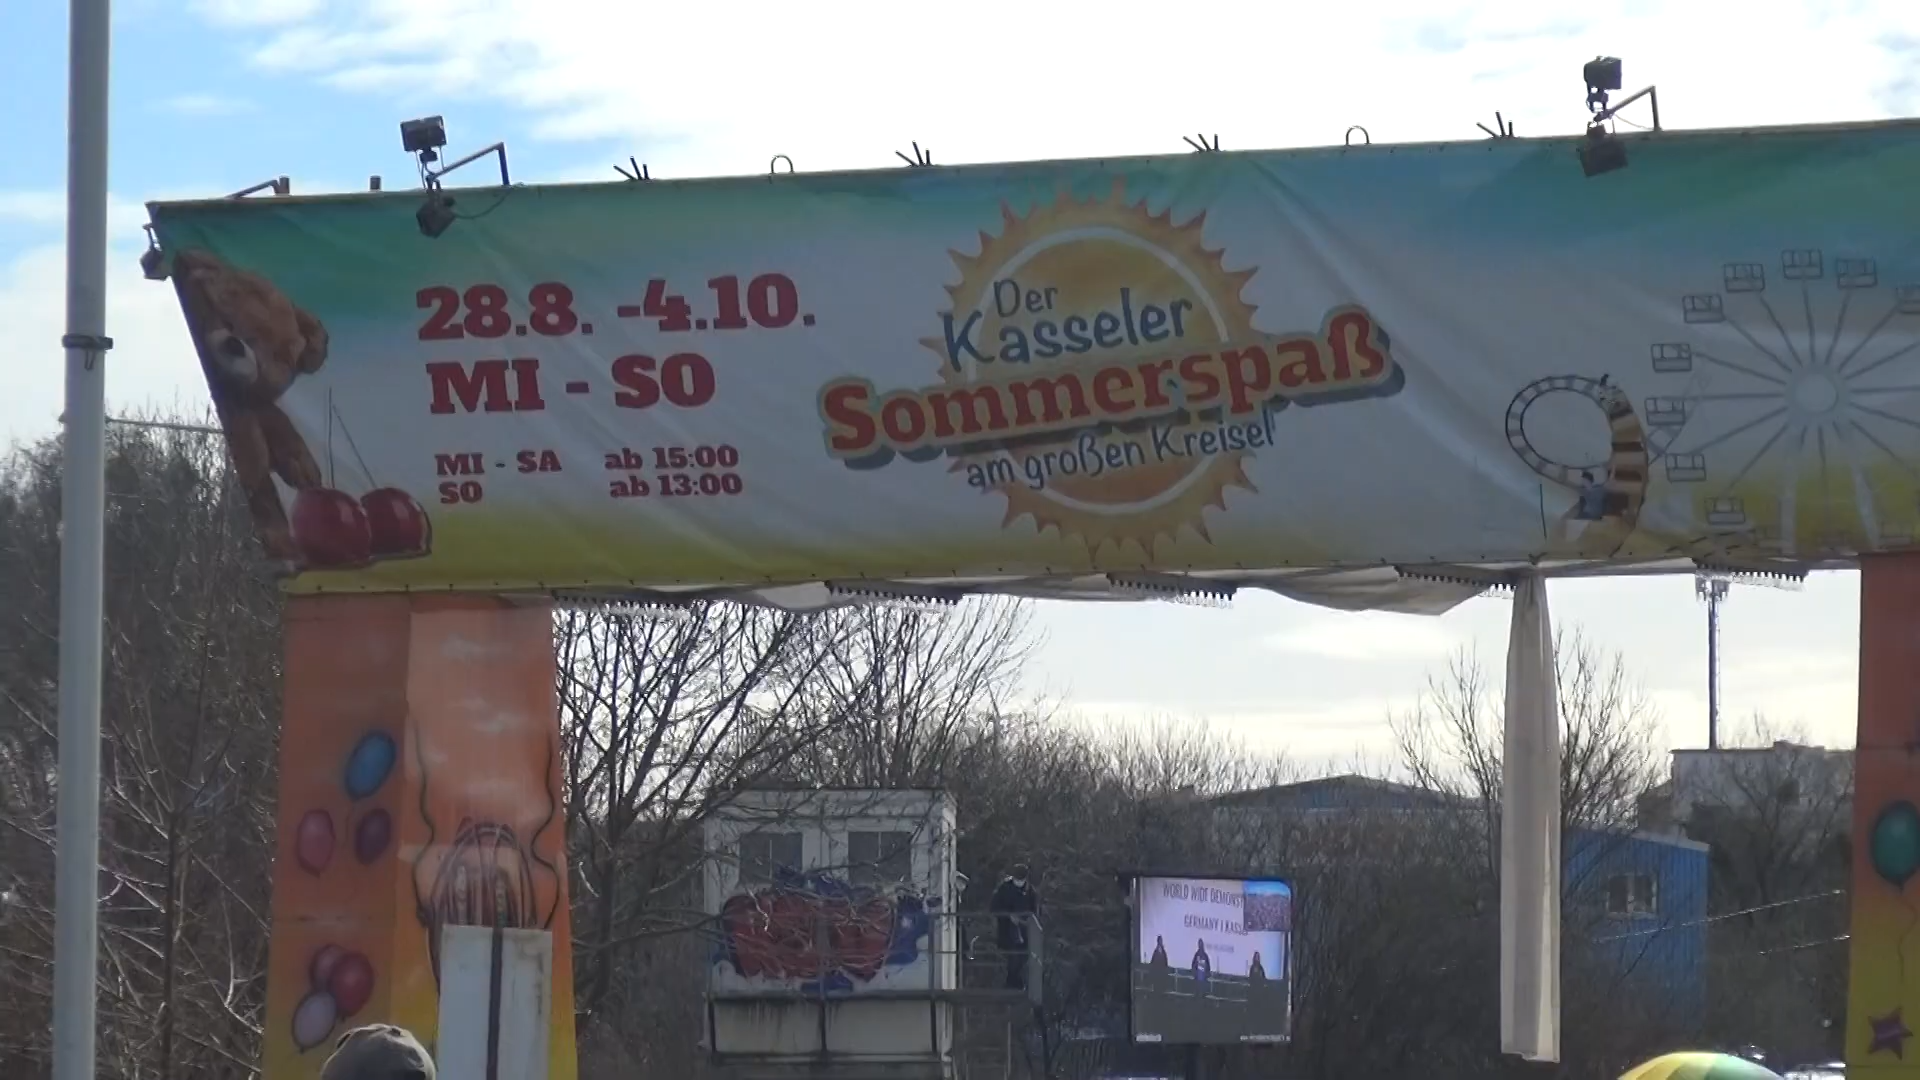 28.8. -4.10.
MI - SO
MI - SA ab 15:00
SO ab 13:00
Der
Kasseler
Sommerspaß
am großen Kreisel
WORLD WIDE DEMONST
GERMANY | KASSE